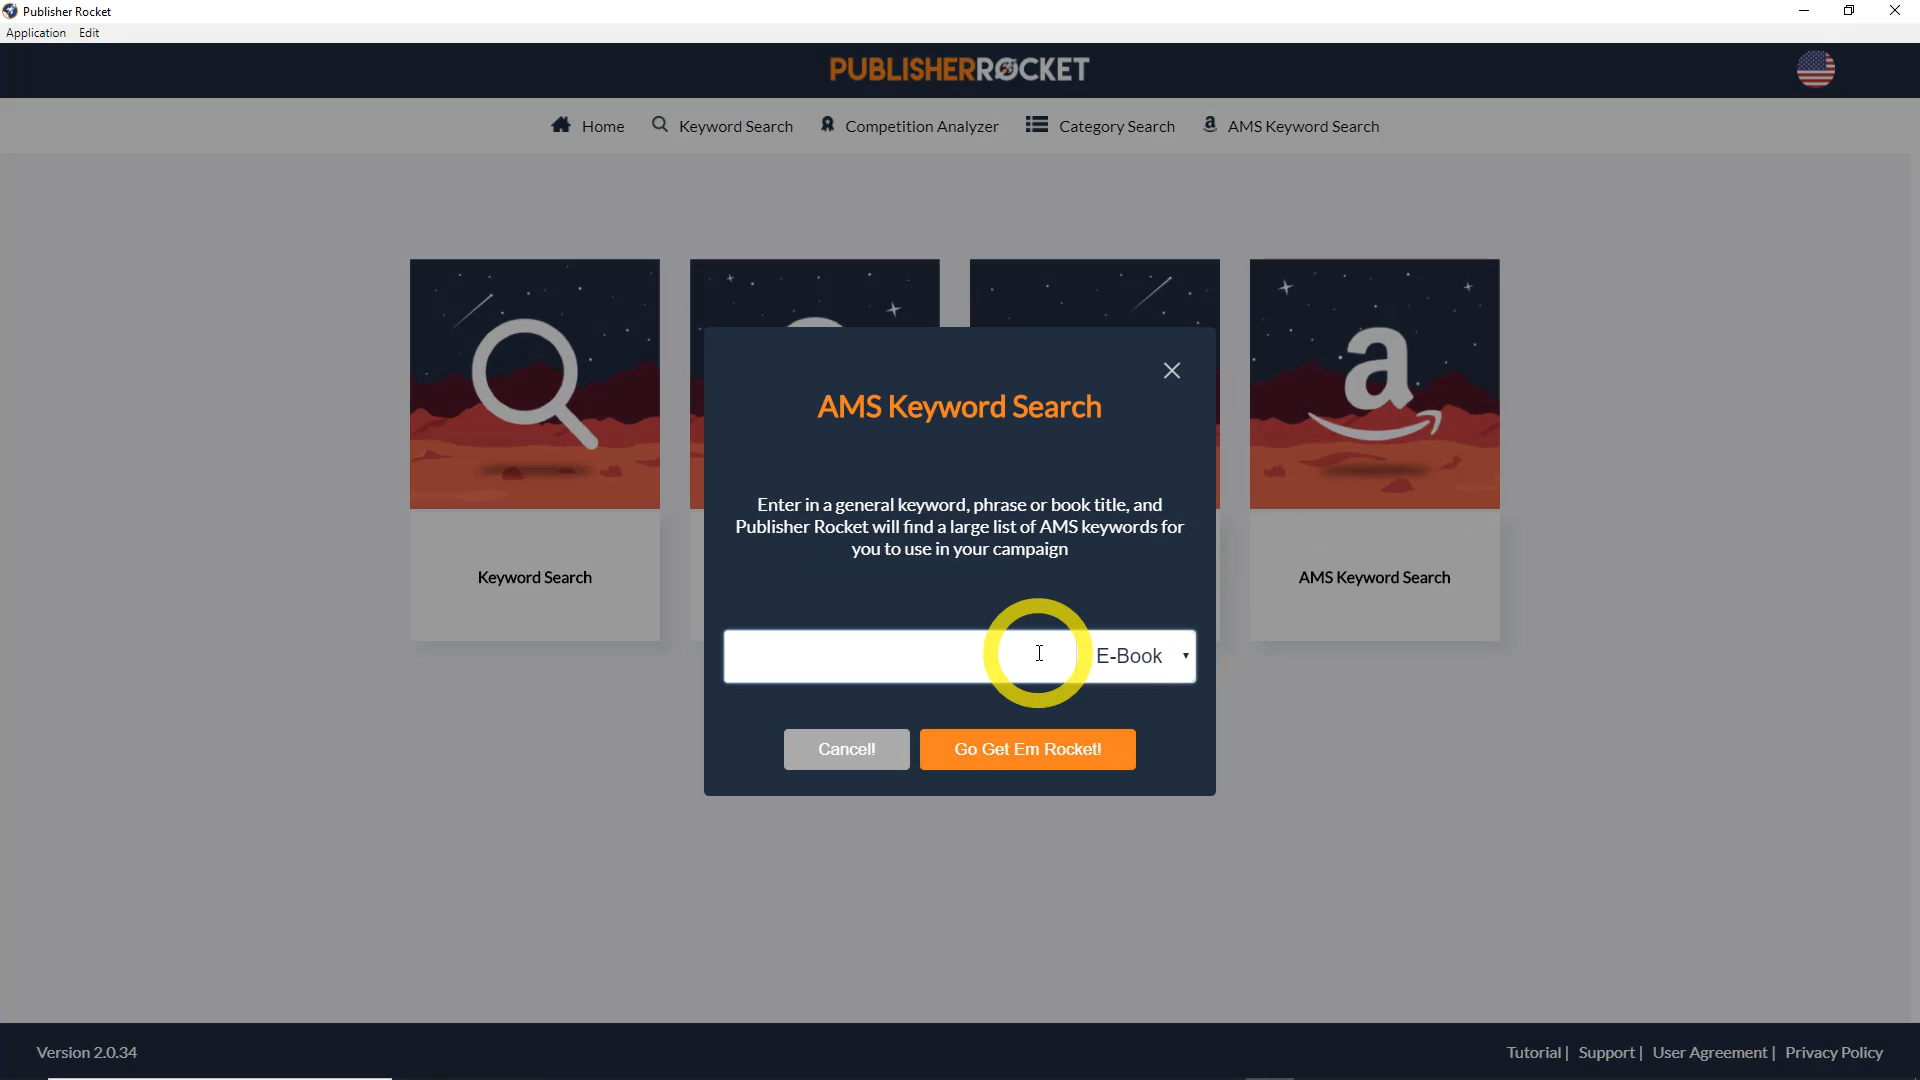 Publisher Rocket
Application Edit
PUBLISHERROCKET
Home Keyword Search Competition Analyzer Category Search AMS Keyword Search
AMS Keyword Search
Enter in a general keyword, phrase or book title, and
Publisher Rocket will find a large list of AMS keywords for
you to use in your campaign
Keyword Search
AMS Keyword Search
E-Book
Cancel!
Go Get Em Rocket!
Version 2.0.34
Tutorial | Support | User Agreement | Privacy Policy